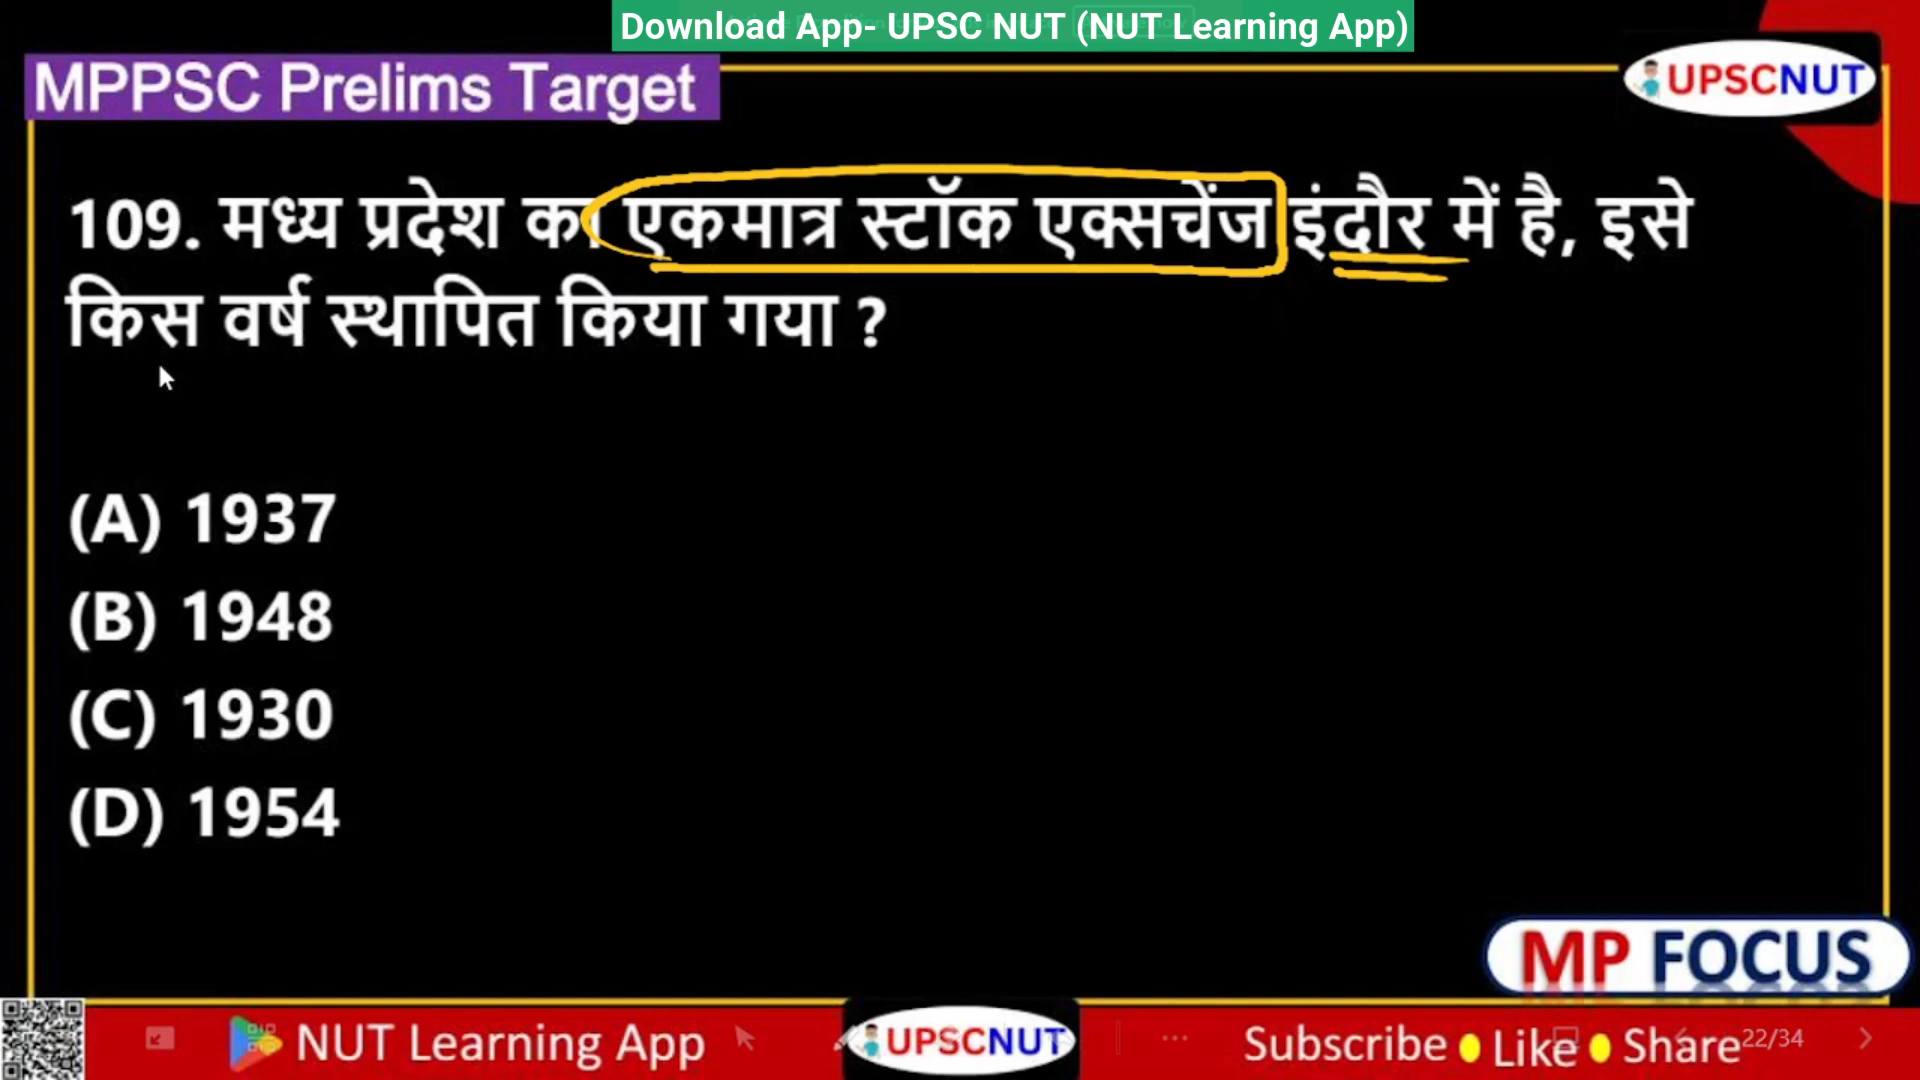 Download App- UPSC NUT (NUT Learning App)
MPPSC Prelims Target
UPSCNUT
109. मध्य प्रदेश का एकमात्र स्टॉक एक्सचेंज इंदौर में है, इसे
किस वर्ष स्थापित किया गया ?
(A) 1937
(B) 1948
(C) 1930
(D) 1954
MP FOCUS
NUT Learning App
UPSCNUT
Subscribe Like Share
22/34